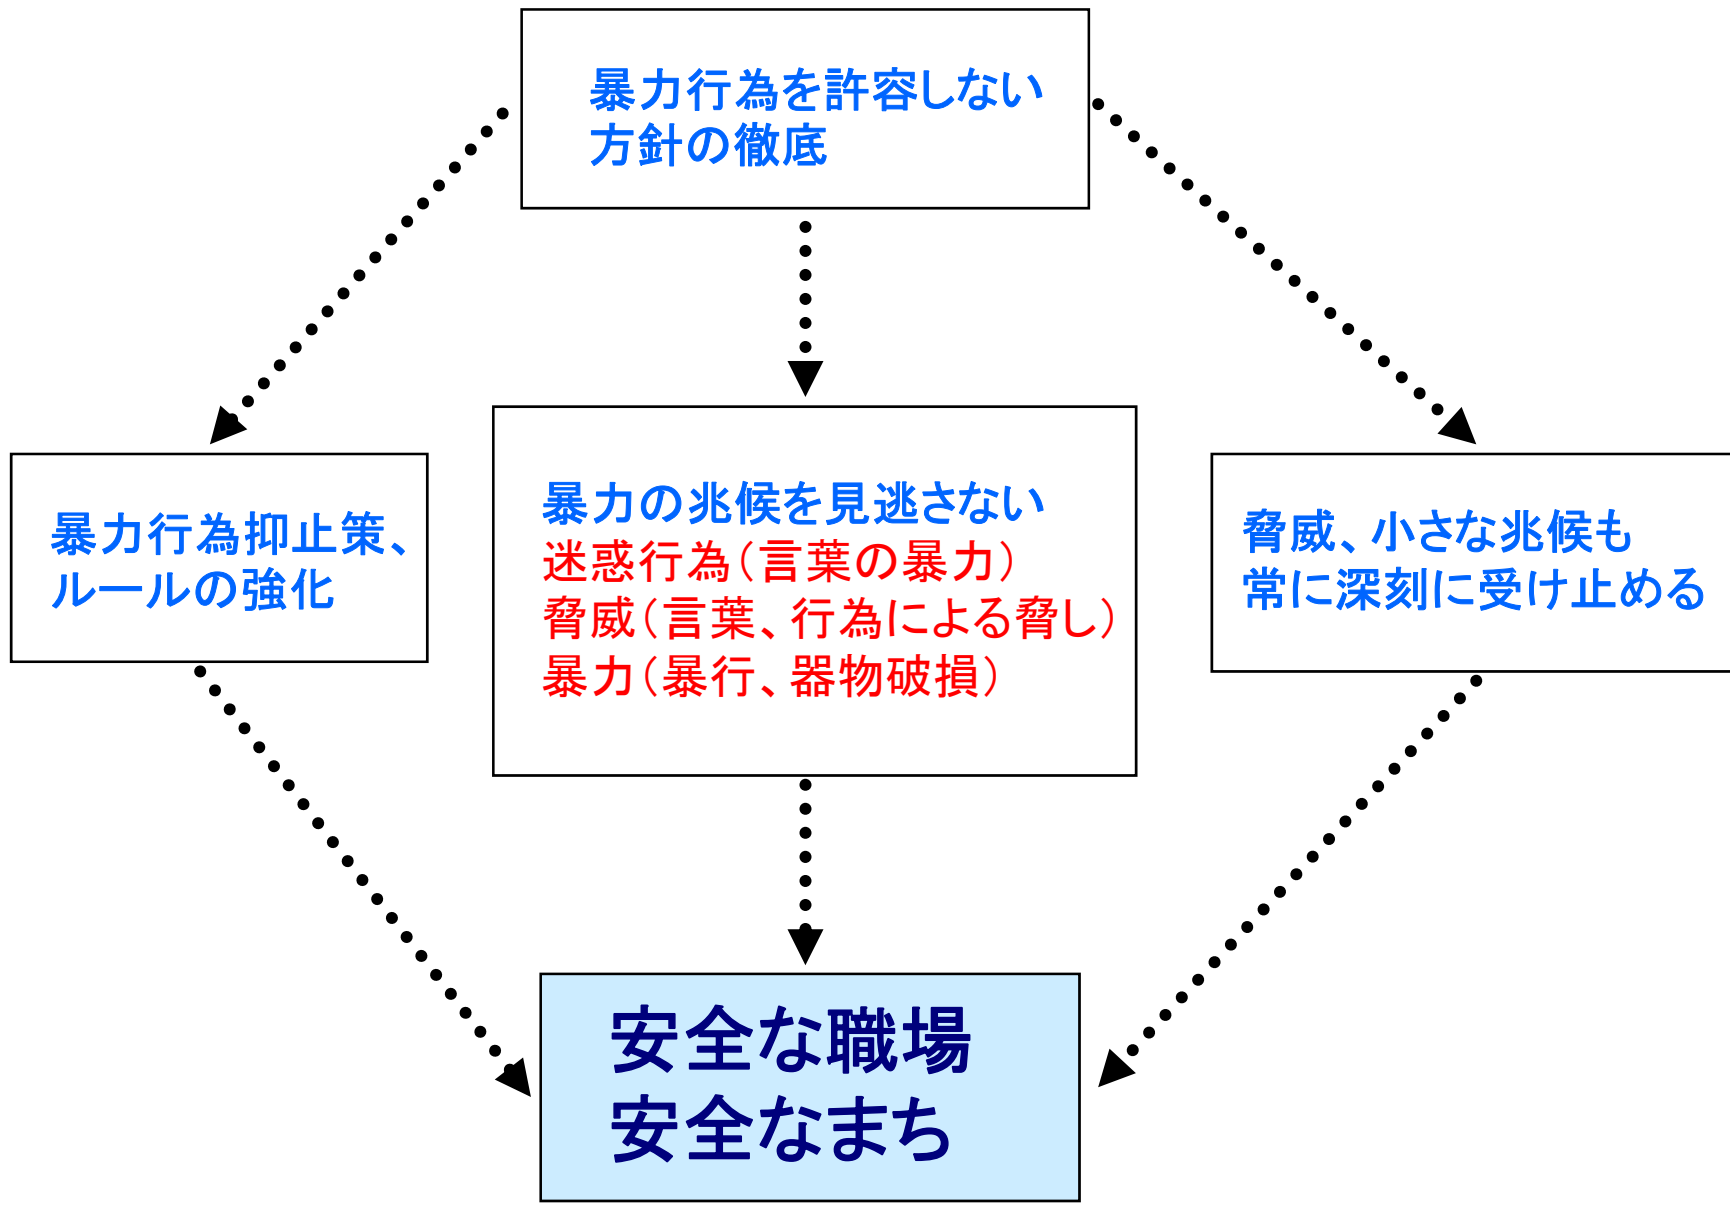 暴力行為を許容しない
方針の徹底
暴力行為抑止策、
ルールの強化
暴力の兆候を見逃さない
迷惑行為（言葉の暴力）
脅威（言葉、行為による脅し）
暴力（暴行、器物破損）
脅威、小さな兆候も
常に深刻に受け止める
安全な職場
安全なまち